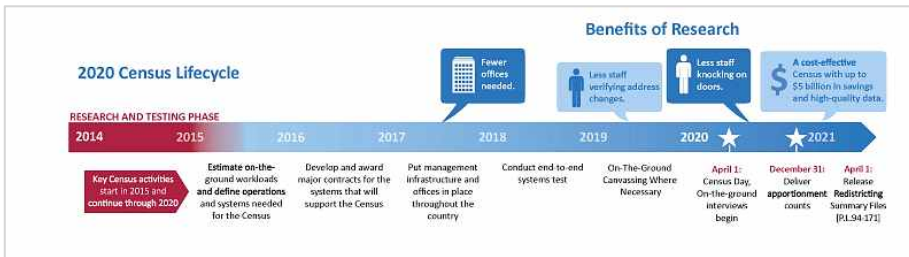 Benefits of Research
2020 Census Lifecycle
Fewer
offices
needed.
Less staff
verifying address
changes.
Less staff
knocking on
doors.
$
A cost-effective
Census with up to
$5 billion in savings
and high-quality data.
RESEARCH AND TESTING PHASE
2014 2015 2016 2017 2018 2019 2020 2021
Key Census activities
start in 2015 and
continue through 2020
Estimate on-the-
ground workloads
and define operations
and systems needed
for the Census
Develop and award
major contracts for the
systems that will
support the Census
Put management
infrastructure and
offices in place
throughout the
country
Conduct end-to-end
systems test
On-The-Ground
Canvassing Where
Necessary
April 1:
Census Day,
On-the-ground
interviews
begin
December 31:
Deliver
apportionment
counts
April 1:
Release
Redistricting
Summary Files
[P.L.94-171]